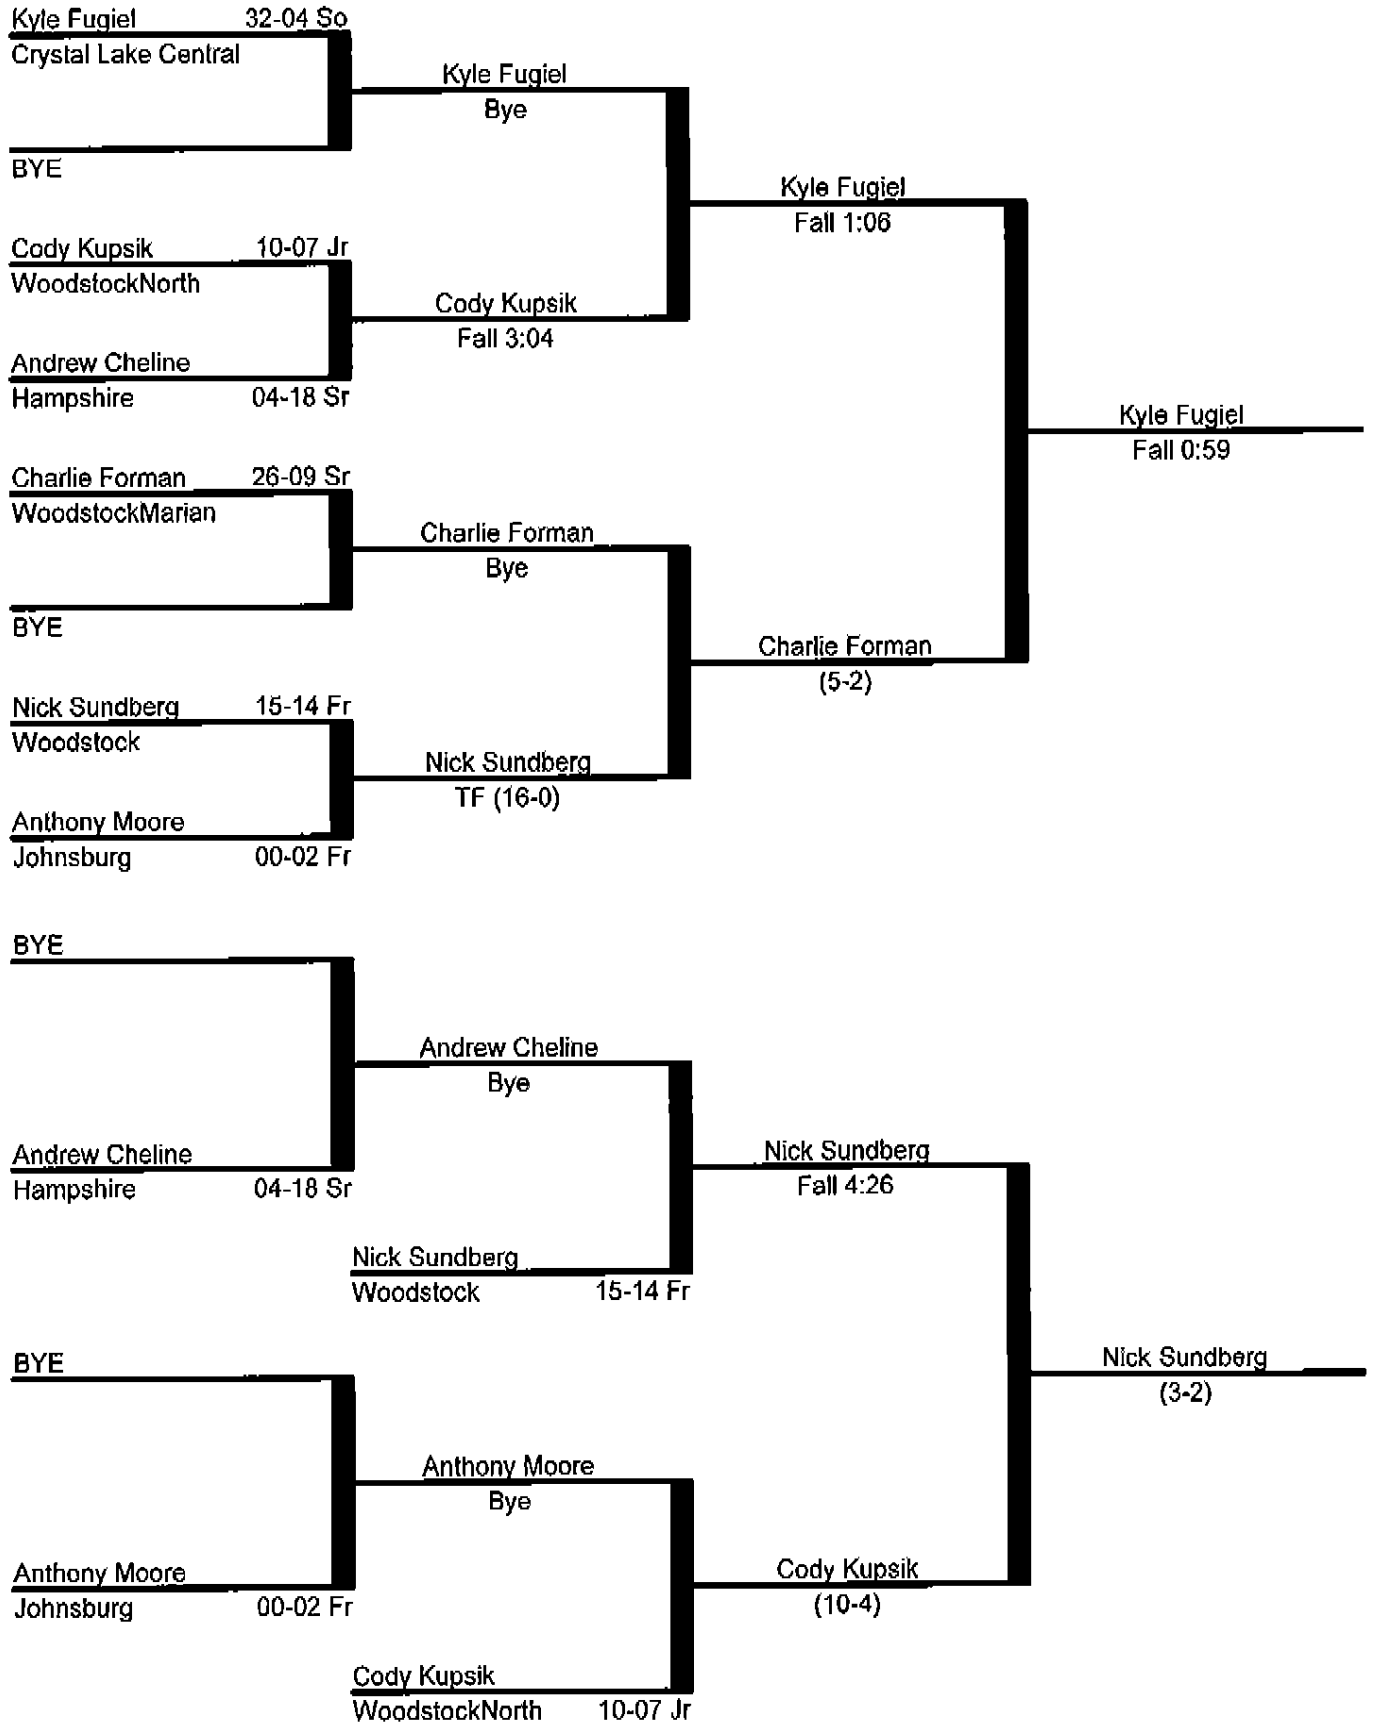 Kyle Fugiel 32-04 So
Crystal Lake Central
Kyle Fugiel
Bye
BYE
Kyle Fugiel
Fall 1:06
Cody Kupsik 10-07 Jr
WoodstockNorth
Cody Kupsik
Fall 3:04
Andrew Cheline
Hampshire 04-18 Sr
Kyle Fugiel
Fall 0:59
Charlie Forman 26-09 Sr
WoodstockMarian
Charlie Forman
Bye
BYE
Charlie Forman
(5-2)
Nick Sundberg 15-14 Fr
Woodstock
Nick Sundberg
TF (16-0)
Anthony Moore
Johnsburg 00-02 Fr
BYE
Andrew Cheline
Bye
Andrew Cheline
Hampshire 04-18 Sr
Nick Sundberg
Fall 4:26
Nick Sundberg
Woodstock 15-14 Fr
BYE
Nick Sundberg
(3-2)
Anthony Moore
Bye
Anthony Moore
Johnsburg 00-02 Fr
Cody Kupsik
(10-4)
Cody Kupsik
WoodstockNorth 10-07 Jr